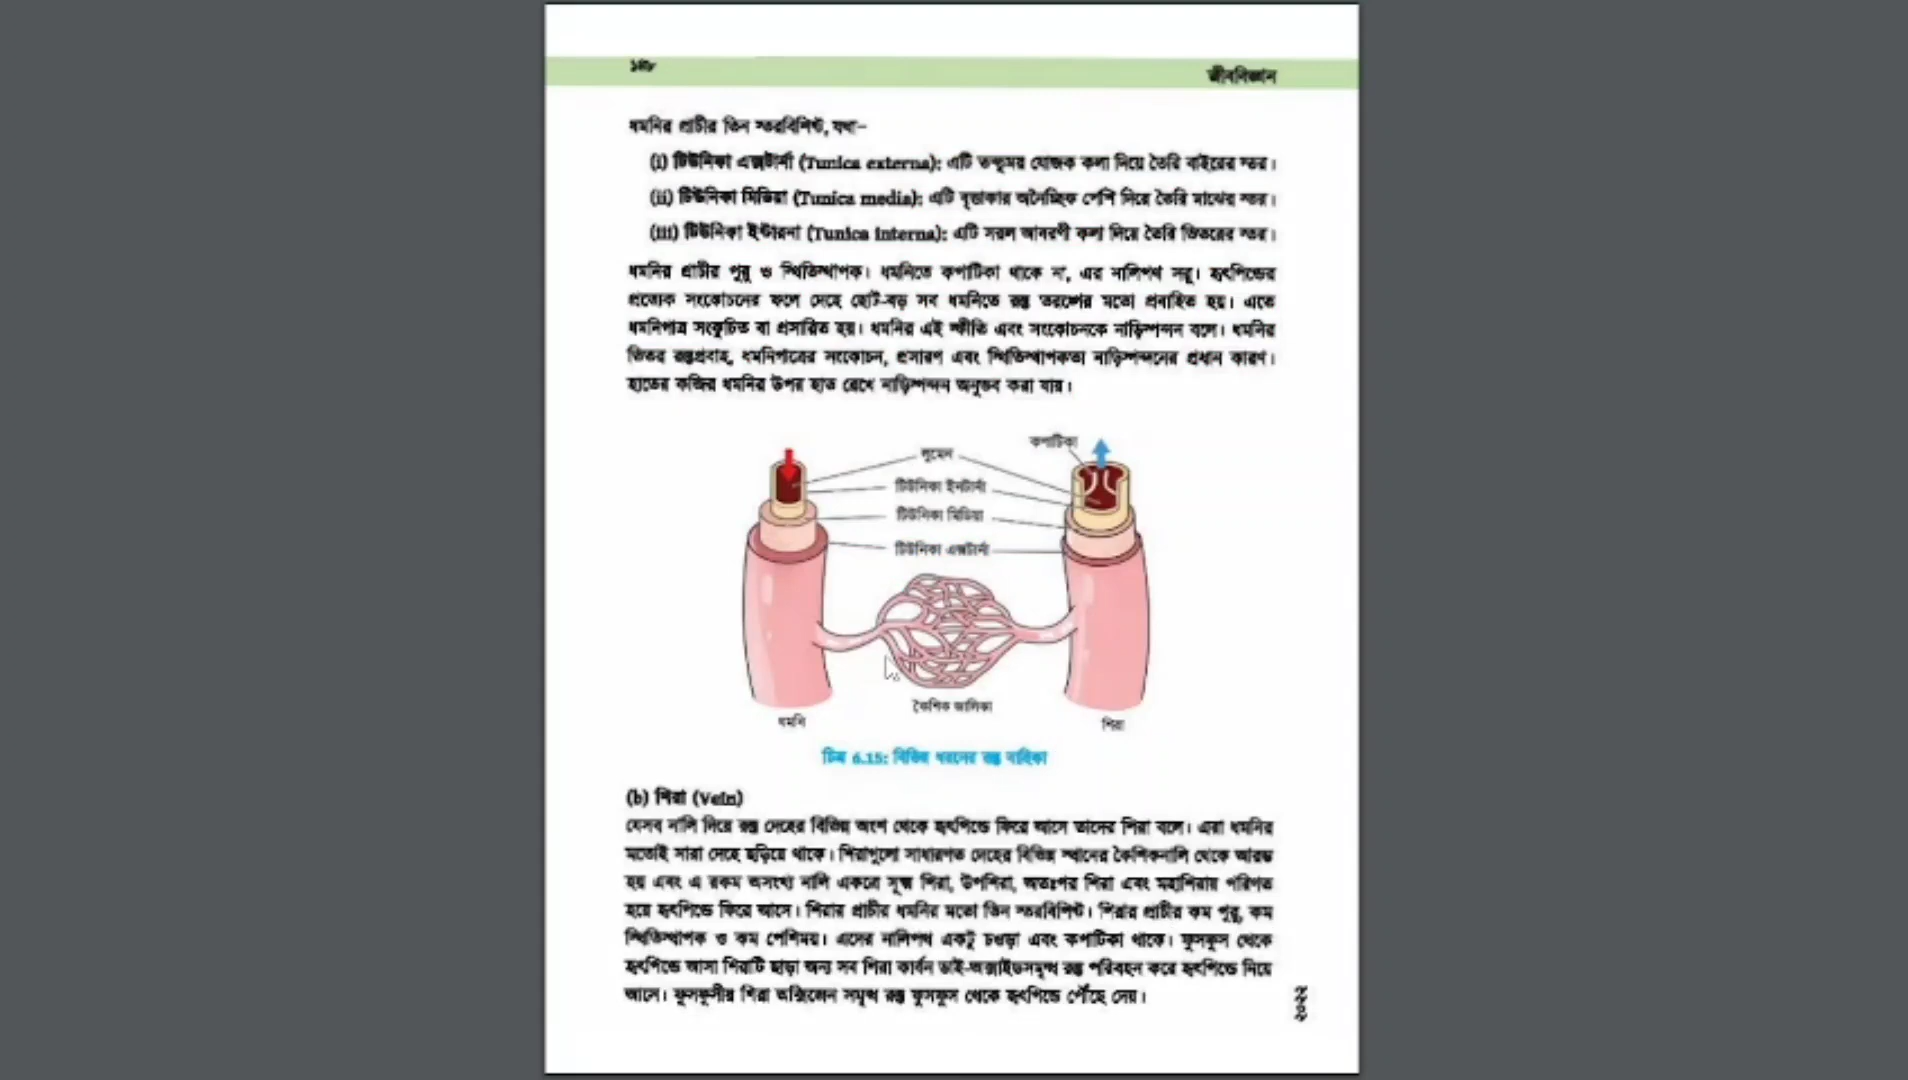 ১৪৮
জীববিজ্ঞান
ধমনির প্রাচীর তিন স্তরবিশিষ্ট, যথা–
(i) টিউনিকা এক্সটার্না (Tunica externa): এটি তন্তুময় যোজক কলা দিয়ে তৈরি বাইরের স্তর।
(ii) টিউনিকা মিডিয়া (Tunica media): এটি বৃত্তাকার অনৈচ্ছিক পেশি দিয়ে তৈরি মাঝের স্তর।
(iii) টিউনিকা ইন্টারনা (Tunica interna): এটি সরল আবরণী কলা দিয়ে তৈরি ভিতরের স্তর।
ধমনির প্রাচীর পুরু ও স্থিতিস্থাপক। ধমনিতে কপাটিকা থাকে না, এর নালিপথ সরু। হৃৎপিণ্ডের
প্রত্যেক সংকোচনের ফলে দেহে ছোট-বড় সব ধমনিতে রক্ত তরঙ্গের মতো প্রবাহিত হয়। এতে
ধমনিগাত্র সংকুচিত বা প্রসারিত হয়। ধমনির এই স্ফীতি এবং সংকোচনকে নাড়িস্পন্দন বলে। ধমনির
ভিতর রক্তপ্রবাহ, ধমনিগাত্রের সংকোচন, প্রসারণ এবং স্থিতিস্থাপকতা নাড়িস্পন্দনের প্রধান কারণ।
হাতের কব্জির ধমনির উপর হাত রেখে নাড়িস্পন্দন অনুভব করা যায়।
কপাটিকা
লুমেন
টিউনিকা ইনটার্না
টিউনিকা মিডিয়া
টিউনিকা এক্সটার্না
কৈশিক জালিকা
ধমনি
শিরা
চিত্র 6.15: বিভিন্ন ধরনের রক্ত বাহিকা
(b) শিরা (Vein)
যেসব নালি দিয়ে রক্ত দেহের বিভিন্ন অংশ থেকে হৃৎপিণ্ডে ফিরে আসে তাদের শিরা বলে। এরা ধমনির
মতোই সারা দেহে ছড়িয়ে থাকে। শিরাগুলো সাধারণত দেহের বিভিন্ন স্থানের কৈশিকনালি থেকে আরম্ভ
হয় এবং এ রকম অসংখ্য নালি একত্রে সূক্ষ্ম শিরা, উপশিরা, অতঃপর শিরা এবং মহাশিরায় পরিণত
হয়ে হৃৎপিণ্ডে ফিরে আসে। শিরার প্রাচীর ধমনির মতো তিন স্তরবিশিষ্ট। শিরার প্রাচীর কম পুরু, কম
স্থিতিস্থাপক ও কম পেশিময়। এদের নালিপথ একটু চওড়া এবং কপাটিকা থাকে। ফুসফুস থেকে
হৃৎপিণ্ডে আসা শিরাটি ছাড়া অন্য সব শিরা কার্বন ডাই-অক্সাইডসমৃদ্ধ রক্ত পরিবহন করে হৃৎপিণ্ডে নিয়ে
আসে। ফুসফুসীয় শিরা অক্সিজেন সমৃদ্ধ রক্ত ফুসফুস থেকে হৃৎপিণ্ডে পৌঁছে দেয়।